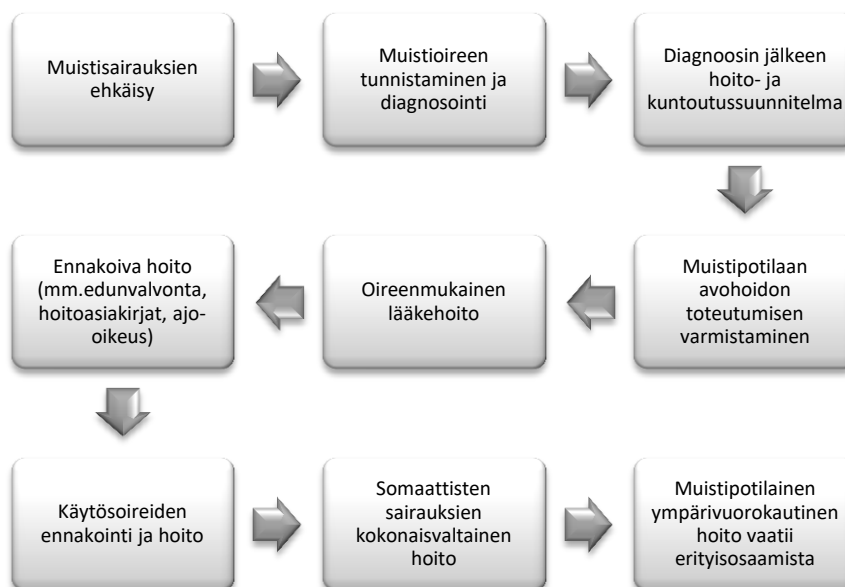 Muistisairauksien
ehkäisy
Muistioireen
tunnistaminen ja
diagnosointi
Diagnoosin jälkeen
hoito- ja
kuntoutussuunnitelma
Muistipotilaan
avohoidon
toteutumisen
varmistaminen
Oireenmukainen
lääkehoito
Ennakoiva hoito
(mm.edunvalvonta,
hoitoasiakirjat, ajo-
oikeus)
Käytösoireiden
ennakointi ja hoito
Somaattisten
sairauksien
kokonaisvaltainen
hoito
Muistipotilainen
ympärivuorokautinen
hoito vaatii
erityisosaamista